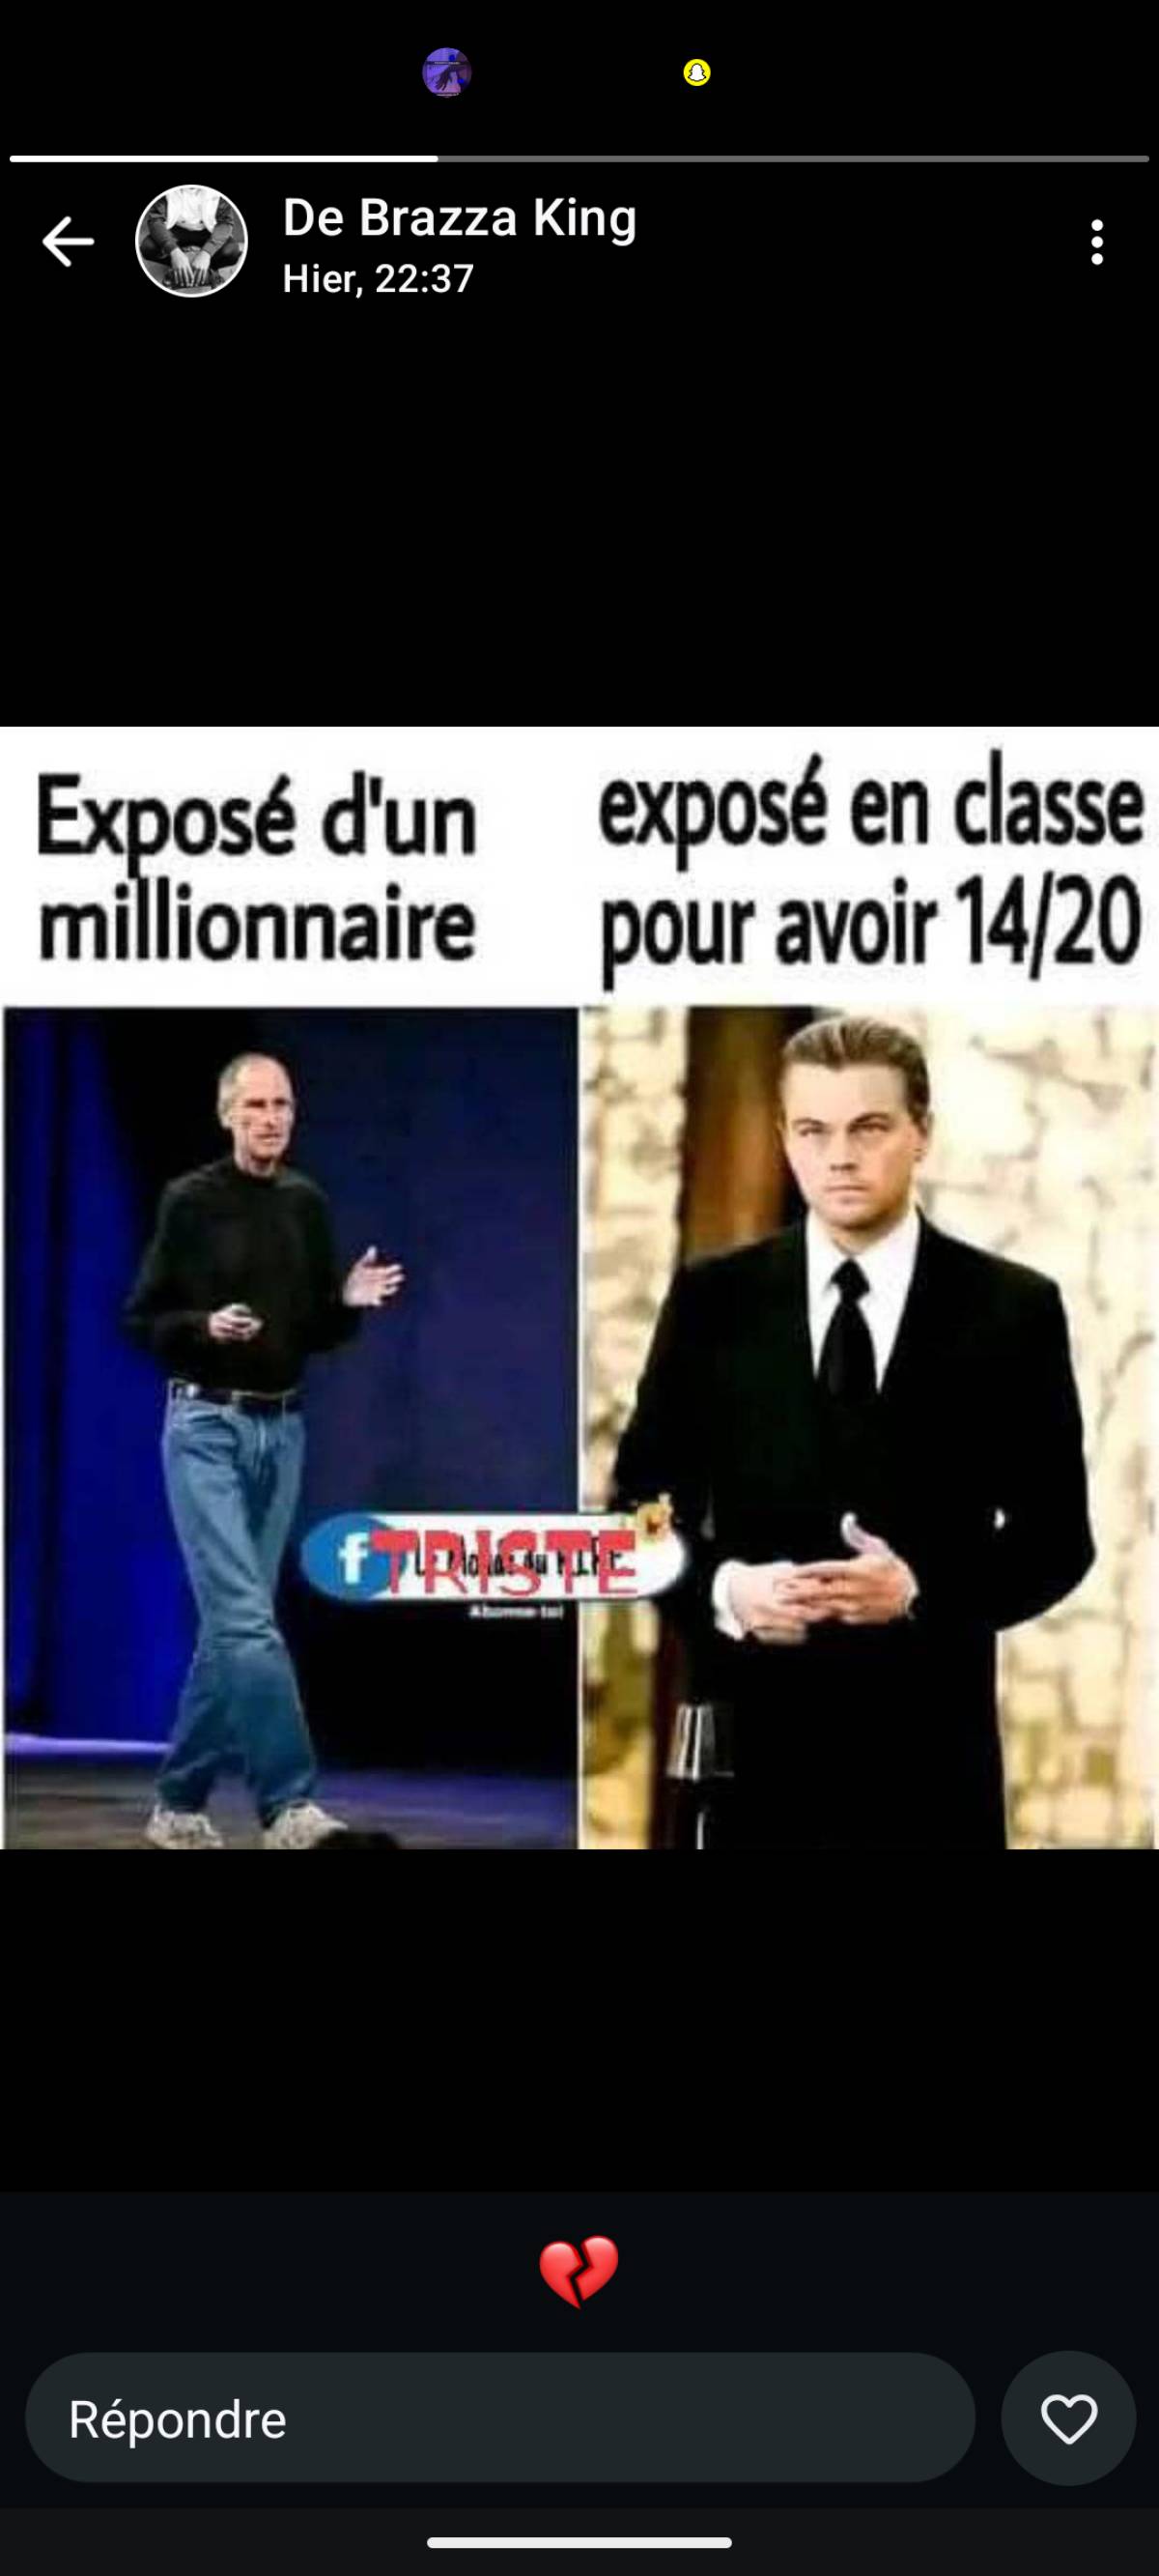 De Brazza King
Hier, 22:37
Exposé d'un
millionnaire
exposé en classe
pour avoir 14/20
f TRISTE
Abonne-toi
Répondre